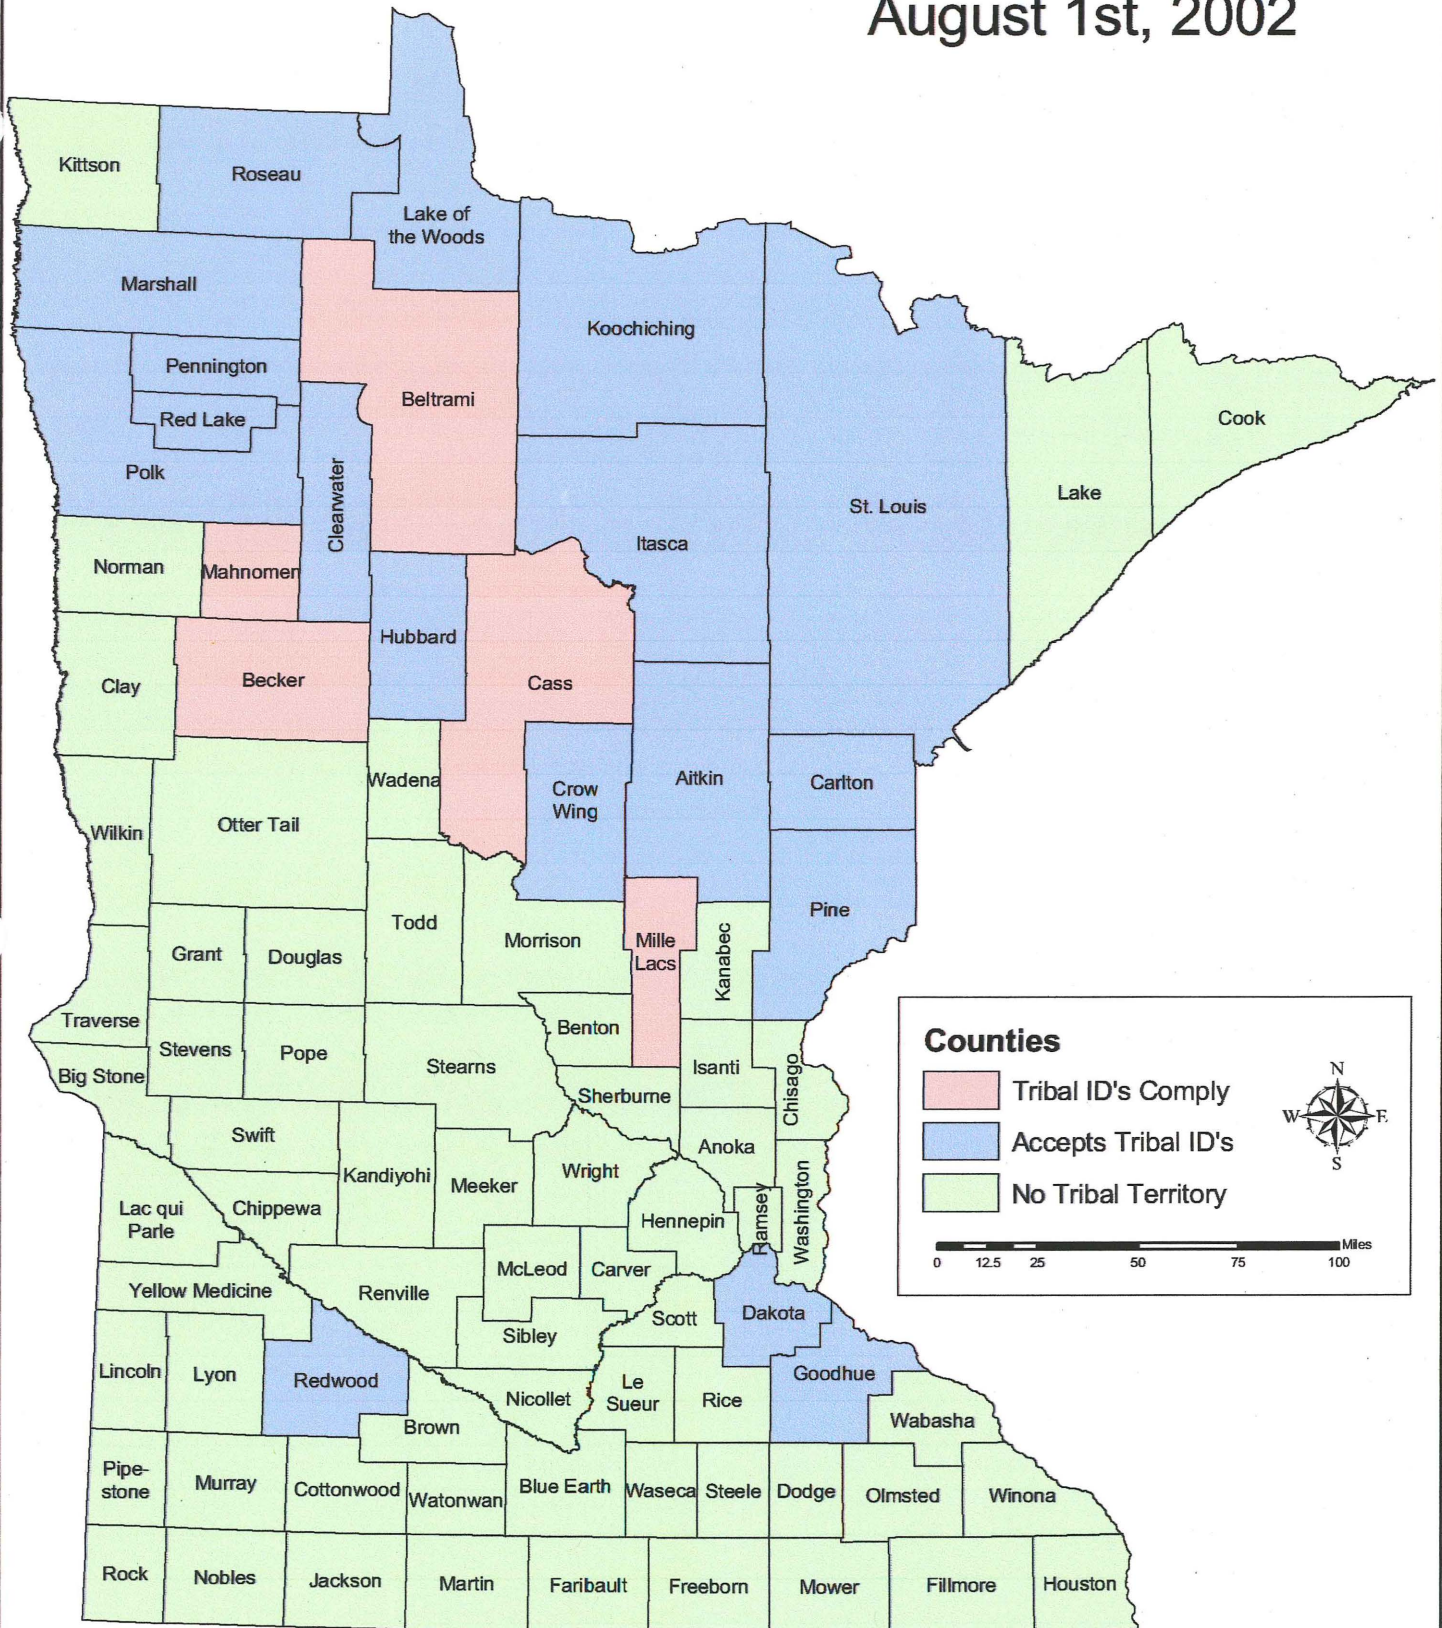 August 1st, 2002
Kittson
Roseau
Lake of
the Woods
Marshall
Koochiching
Pennington
Beltrami
Red Lake
Cook
Polk
Clearwater
Lake
St. Louis
Itasca
Norman
Mahnomen
Hubbard
Clay
Becker
Cass
Wadena
Aitkin
Carlton
Crow
Wing
Otter Tail
Wilkin
Pine
Todd
Morrison
Mille
Lacs
Kanabec
Grant
Douglas
Traverse
Benton
Stevens
Pope
Stearns
Isanti
Big Stone
Sherburne
Chisago
Swift
Anoka
Kandiyohi
Wright
Meeker
Lac qui
Parle
Chippewa
Hennepin
Ramsey
Washington
McLeod
Carver
Yellow Medicine
Renville
Scott
Dakota
Sibley
Lincoln
Lyon
Redwood
Goodhue
Le
Sueur
Rice
Nicollet
Brown
Wabasha
Pipe-
stone
Murray
Cottonwood
Watonwan
Blue Earth
Waseca
Steele
Dodge
Olmsted
Winona
Rock
Nobles
Jackson
Martin
Faribault
Freeborn
Mower
Fillmore
Houston
Counties
Tribal ID's Comply
Accepts Tribal ID's
No Tribal Territory
N
W
E
S
Miles
0 12.5 25 50 75 100